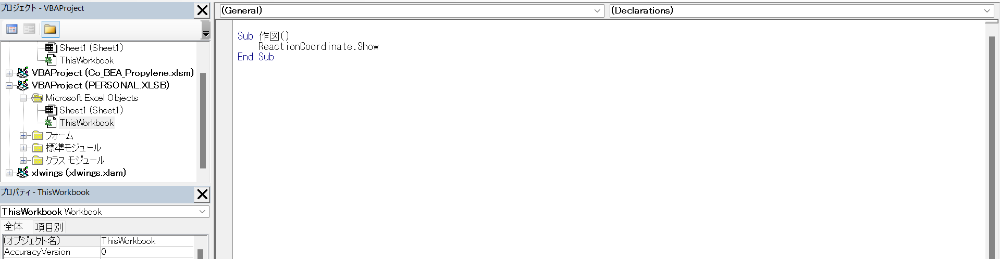 プロジェクト - VBAProject
Sheet1 (Sheet1)
ThisWorkbook
VBAProject (Co_BEA_Propylene.xlsm)
VBAProject (PERSONAL.XLSB)
Microsoft Excel Objects
Sheet1 (Sheet1)
ThisWorkbook
フォーム
標準モジュール
クラス モジュール
xlwings (xlwings.xlam)
プロパティ - ThisWorkbook
ThisWorkbook Workbook
全体 項目別
(オブジェクト名) ThisWorkbook
AccuracyVersion 0
(General) (Declarations)
Sub 作図()
ReactionCoordinate.Show
End Sub